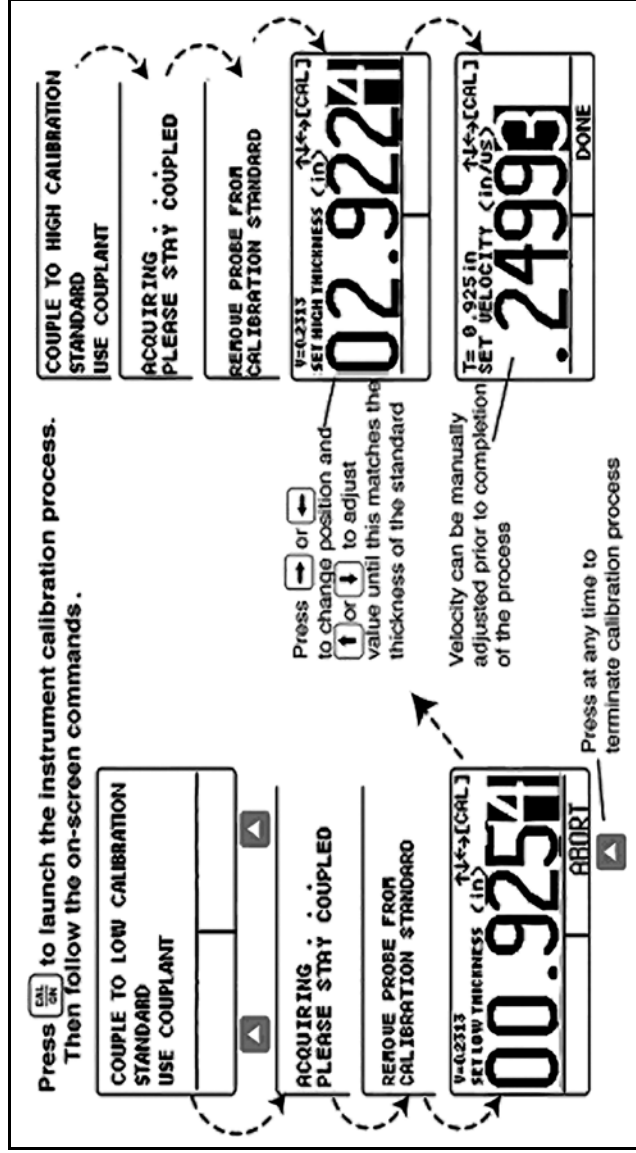 Press CAL ON to launch the instrument calibration process.
Then follow the on-screen commands.
COUPLE TO LOW CALIBRATION
STANDARD
USE COUPLANT
ACQUIRING . . .
PLEASE STAY COUPLED
REMOVE PROBE FROM
CALIBRATION STANDARD
V=0.2313 ↑↓←→[CAL]
SET LOW THICKNESS <in>
00.9254
ABORT
Press at any time to
terminate calibration process
COUPLE TO HIGH CALIBRATION
STANDARD
USE COUPLANT
ACQUIRING . . .
PLEASE STAY COUPLED
REMOVE PROBE FROM
CALIBRATION STANDARD
V=0.2313 ↑↓←→[CAL]
SET HIGH THICKNESS <in>
02.9224
Press → or ←
to change position and
↑ or ↓ to adjust
value until this matches the
thickness of the standard
T= 0.925in ↑↓←→[CAL]
SET VELOCITY <in/us>
.24993
DONE
Velocity can be manually
adjusted prior to completion
of the process